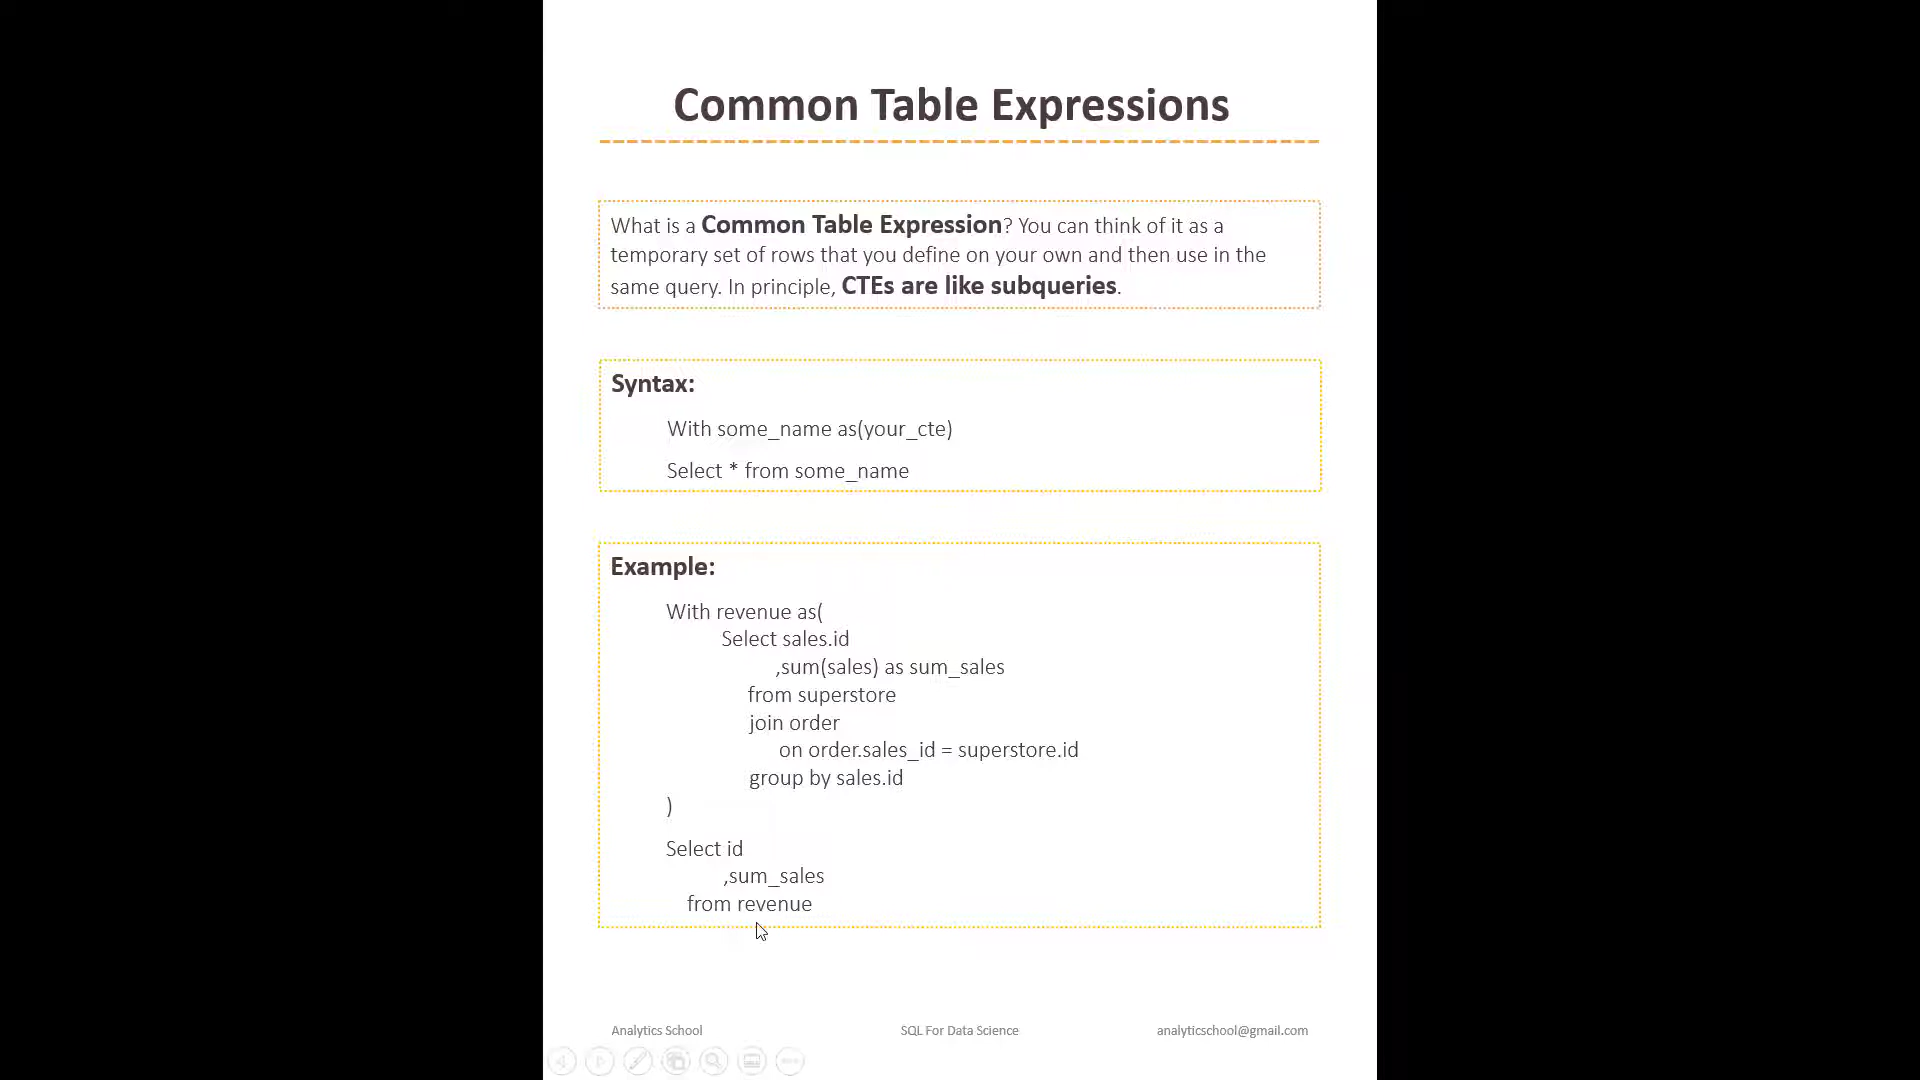 Common Table Expressions
What is a Common Table Expression? You can think of it as a
temporary set of rows that you define on your own and then use in the
same query. In principle, CTEs are like subqueries.
Syntax:
With some_name as(your_cte)
Select * from some_name
Example:
With revenue as(
Select sales.id
,sum(sales) as sum_sales
from superstore
join order
on order.sales_id = superstore.id
group by sales.id
)
Select id
,sum_sales
from revenue
Analytics School
SQL For Data Science
analyticschool@gmail.com